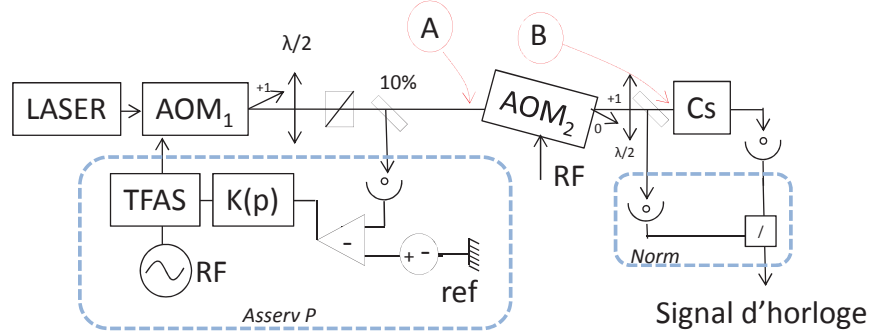 A
B
λ/2
10%
LASER
AOM1
+1
AOM2
+1
0
λ/2
Cs
RF
TFAS
K(p)
-
+
-
ref
RF
Asserv P
/
Norm
Signal d'horloge